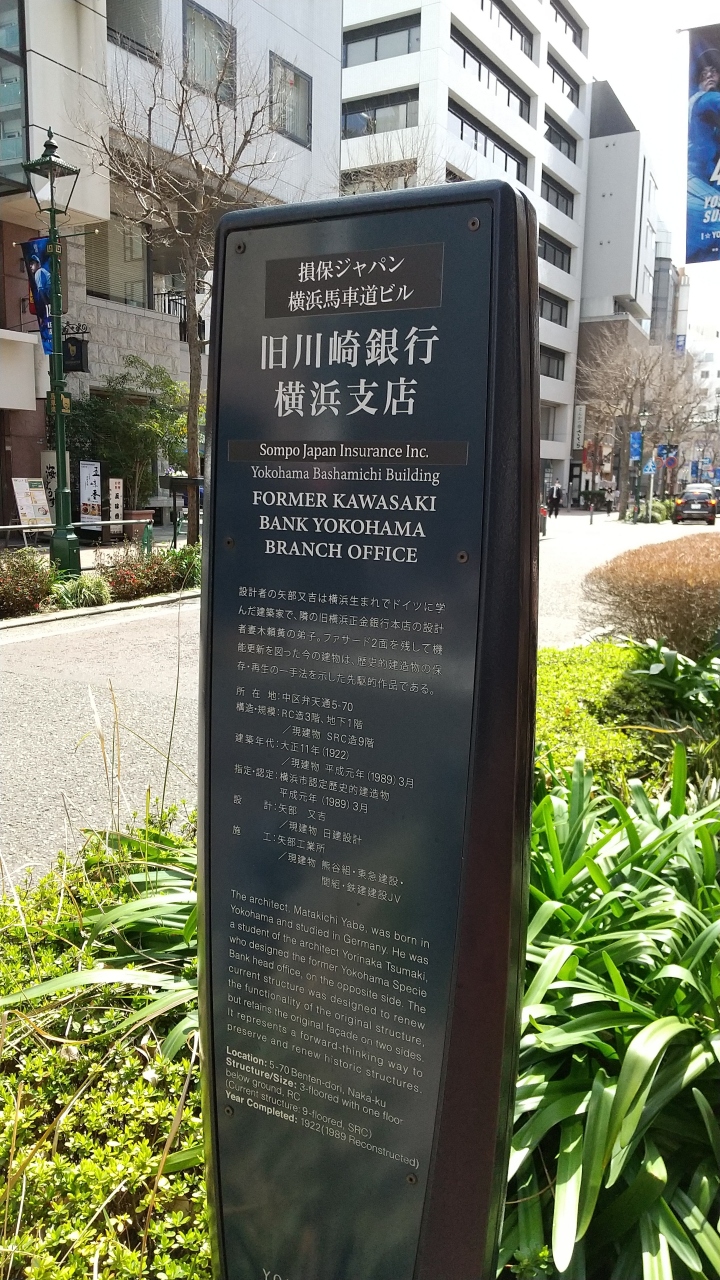 損保ジャパン
横浜馬車道ビル
旧川崎銀行
横浜支店
Sompo Japan Insurance Inc.
Yokohama Bashamichi Building
FORMER KAWASAKI
BANK YOKOHAMA
BRANCH OFFICE
設計者の矢部又吉は横浜生まれでドイツに学
んだ建築家で、隣の旧横浜正金銀行本店の設計
者妻木頼黄の弟子。ファサード2面を残して機
能更新を図った今の建物は、歴史的建造物の保
存・再生の一手法を示した先駆的作品である。
所在地:中区弁天通5-70
構造・規模:RC造3階、地下1階
/現建物 SRC造9階
建築年代:大正11年(1922)
/現建物 平成元年(1989)3月
指定・認定:横浜市認定歴史的建造物
平成元年(1989)3月
設計:矢部 又吉
/現建物 日建設計
施工:矢部工業所
/現建物 熊谷組・東急建設・
間組・鉄建建設JV
The architect, Matakichi Yabe, was born in
Yokohama and studied in Germany. He was
a student of the architect Yorinaka Tsumaki,
who designed the former Yokohama Specie
Bank head office, on the opposite side. The
current structure was designed to renew
the functionality of the original structure,
but retains the original façade on two sides.
It represents a forward-thinking way to
preserve and renew historic structures.
Location: 5-70 Benten-dori, Naka-ku
Structure/Size: 3-floored with one floor
below ground, RC
(Current structure: 9-floored, SRC)
Year Completed: 1922(1989 Reconstructed)